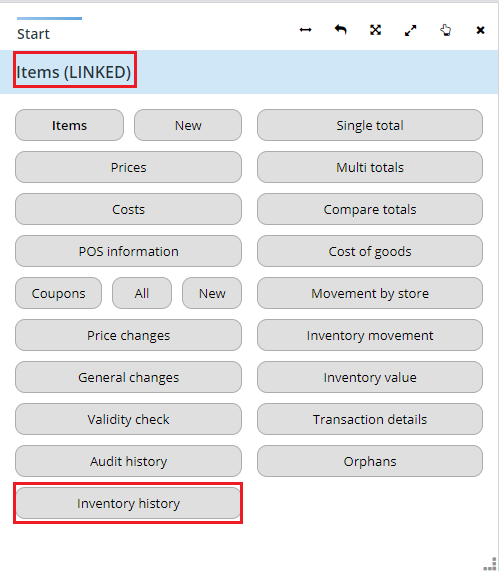 Start
Items (LINKED)
Items New Single total
Prices Multi totals
Costs Compare totals
POS information Cost of goods
Coupons All New Movement by store
Price changes Inventory movement
General changes Inventory value
Validity check Transaction details
Audit history Orphans
Inventory history